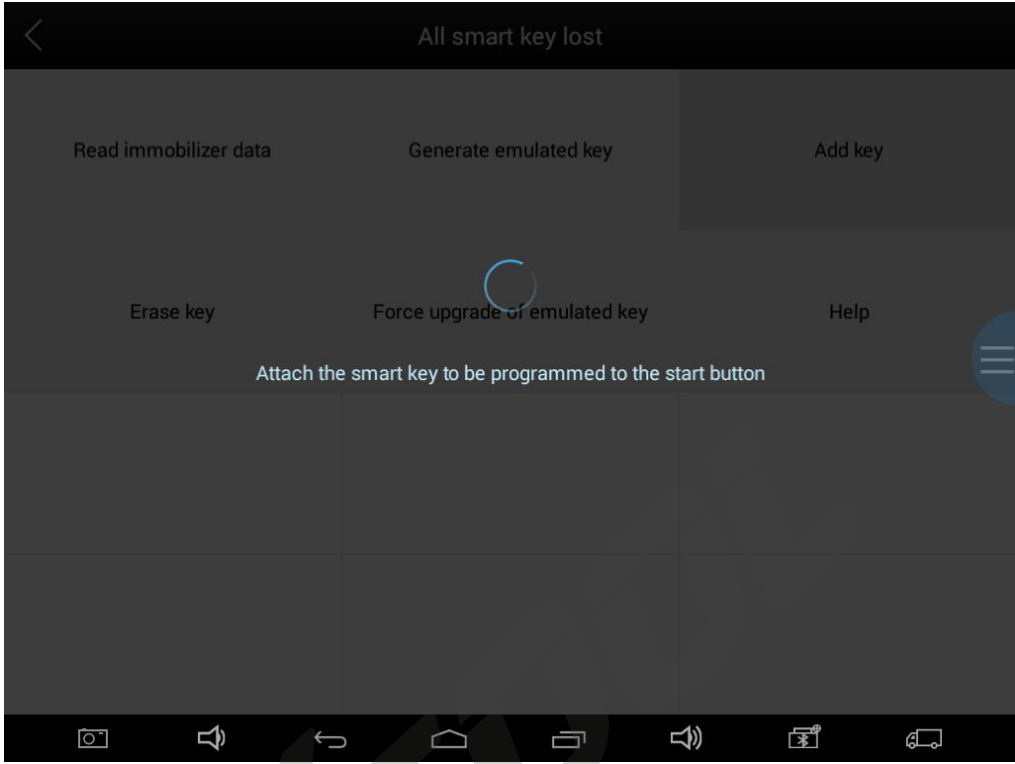 All smart key lost
Read immobilizer data
Generate emulated key
Add key
Erase key
Force upgrade of emulated key
Help
Attach the smart key to be programmed to the start button